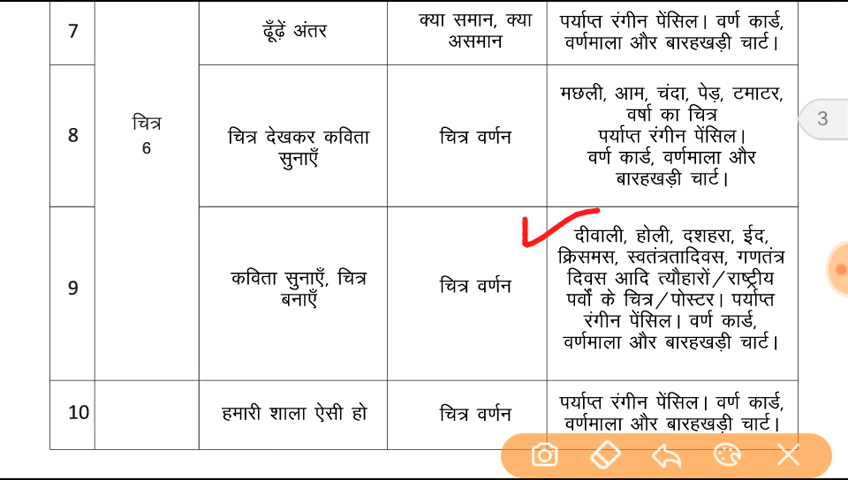 7
ढूँढ़ें अंतर
क्या समान, क्या
असमान
पर्याप्त रंगीन पेंसिल। वर्ण कार्ड,
वर्णमाला और बारहखड़ी चार्ट।
चित्र
6
8
चित्र देखकर कविता
सुनाएँ
चित्र वर्णन
मछली, आम, चंदा, पेड़, टमाटर,
वर्षा का चित्र
पर्याप्त रंगीन पेंसिल।
वर्ण कार्ड, वर्णमाला और
बारहखड़ी चार्ट।
3
9
कविता सुनाएँ, चित्र
बनाएँ
चित्र वर्णन
दीवाली, होली, दशहरा, ईद,
क्रिसमस, स्वतंत्रतादिवस, गणतंत्र
दिवस आदि त्यौहारों/राष्ट्रीय
पर्वों के चित्र/पोस्टर। पर्याप्त
रंगीन पेंसिल। वर्ण कार्ड,
वर्णमाला और बारहखड़ी चार्ट।
10
हमारी शाला ऐसी हो
चित्र वर्णन
पर्याप्त रंगीन पेंसिल। वर्ण कार्ड,
वर्णमाला और बारहखड़ी चार्ट।